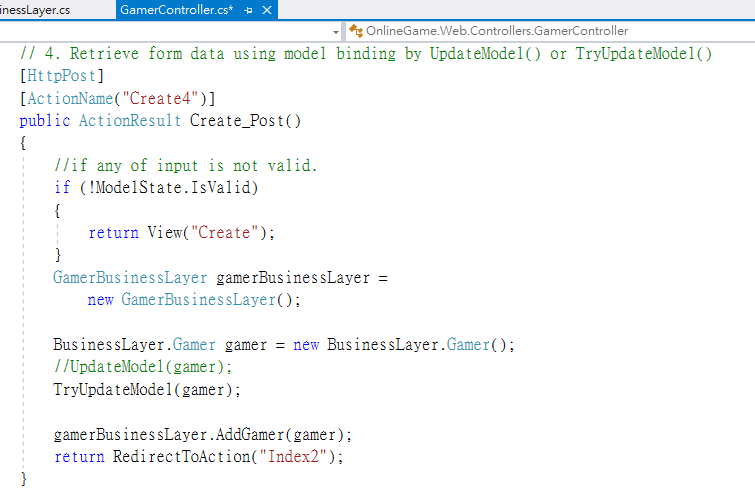 inessLayer.cs GamerController.cs*
OnlineGame.Web.Controllers.GamerController
// 4. Retrieve form data using model binding by UpdateModel() or TryUpdateModel()
[HttpPost]
[ActionName("Create4")]
public ActionResult Create_Post()
{
    //if any of input is not valid.
    if (!ModelState.IsValid)
    {
        return View("Create");
    }
    GamerBusinessLayer gamerBusinessLayer =
        new GamerBusinessLayer();
    BusinessLayer.Gamer gamer = new BusinessLayer.Gamer();
    //UpdateModel(gamer);
    TryUpdateModel(gamer);
    gamerBusinessLayer.AddGamer(gamer);
    return RedirectToAction("Index2");
}